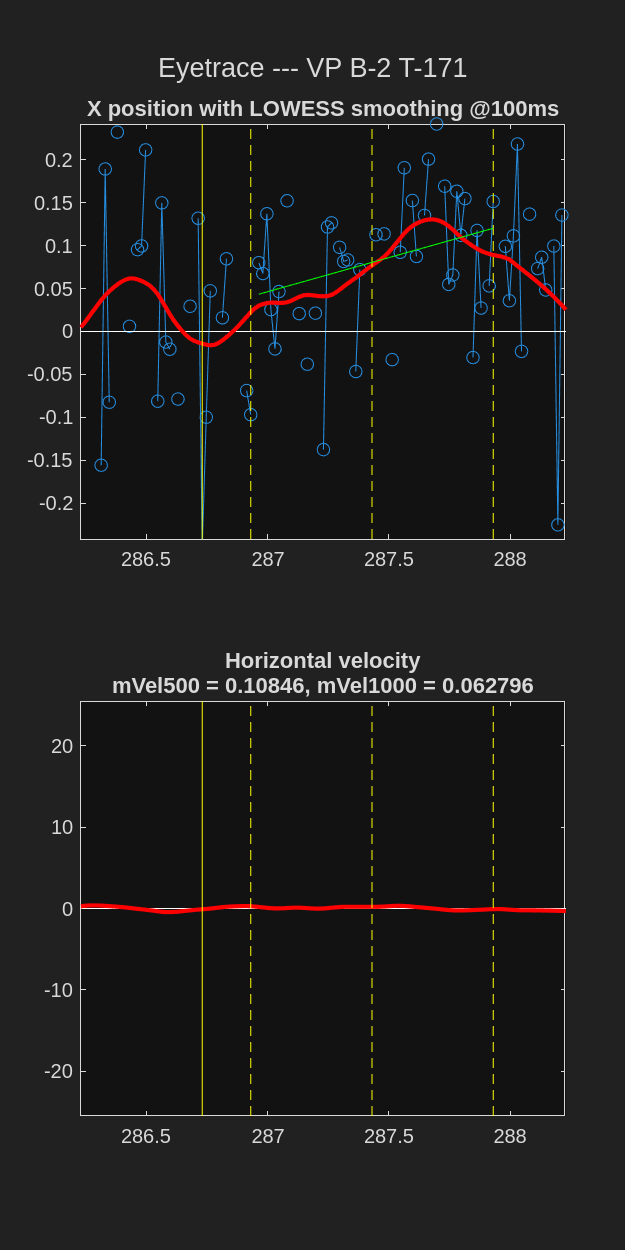 Eyetrace --- VP B-2 T-171
X position with LOWESS smoothing @100ms
0.2
0.15
0.1
0.05
0
-0.05
-0.1
-0.15
-0.2
286.5 287 287.5 288
Horizontal velocity
mVel500 = 0.10846, mVel1000 = 0.062796
20
10
0
-10
-20
286.5 287 287.5 288